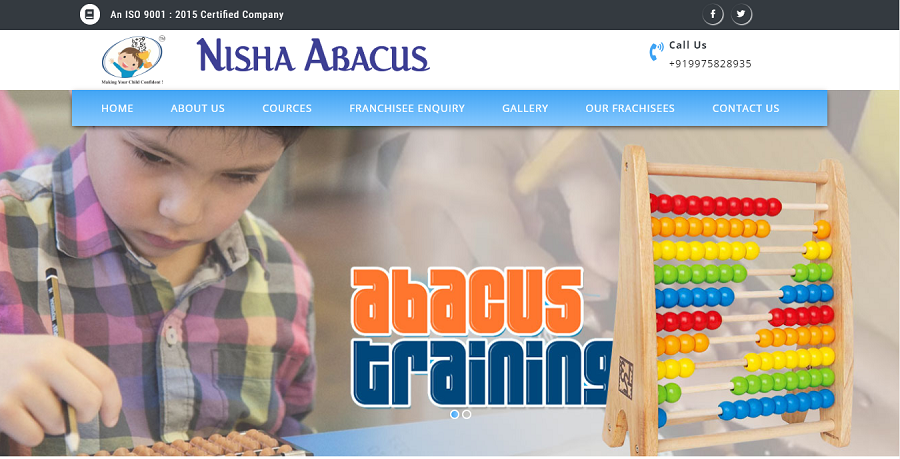 An ISO 9001 : 2015 Certified Company
Making Your Child Confident !
NISHA ABACUS
Call Us
+919975828935
HOME
ABOUT US
COURCES
FRANCHISEE ENQUIRY
GALLERY
OUR FRACHISEES
CONTACT US
abacus
training